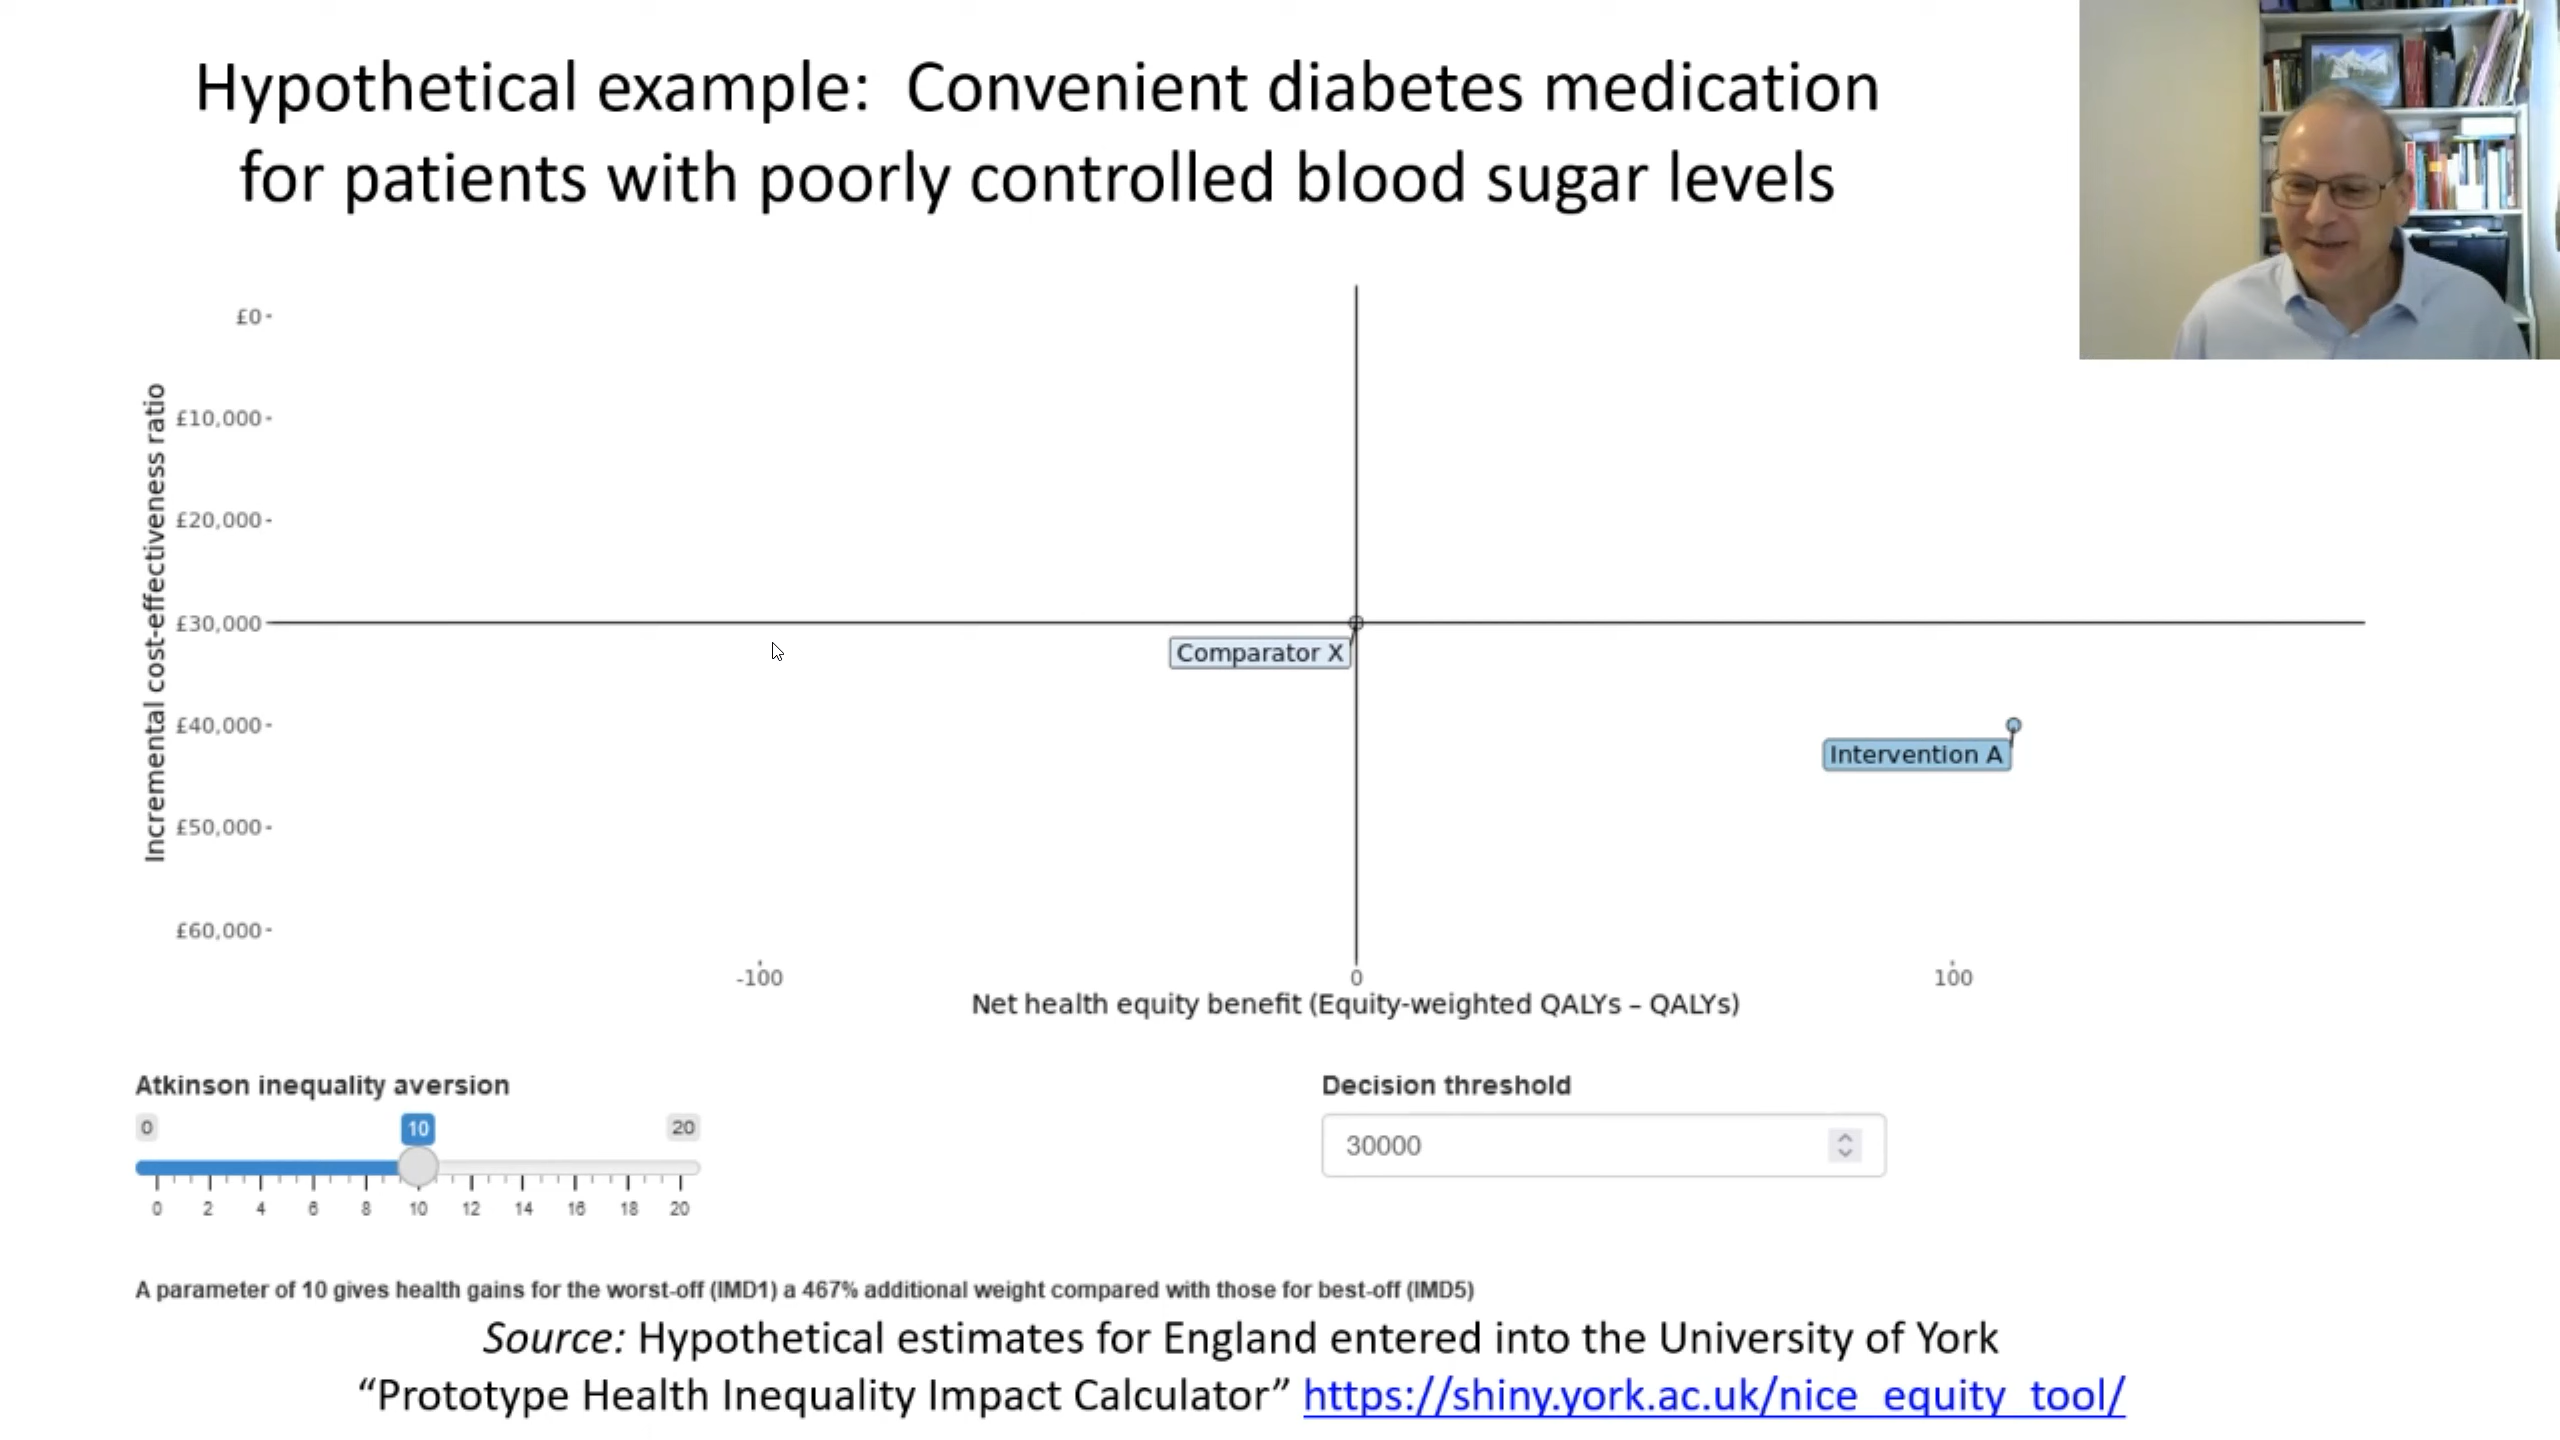 Hypothetical example:  Convenient diabetes medication
for patients with poorly controlled blood sugar levels
Incremental cost-effectiveness ratio
£0
£10,000
£20,000
£30,000
£40,000
£50,000
£60,000
Comparator X
Intervention A
-100
0
100
Net health equity benefit (Equity-weighted QALYs – QALYs)
Atkinson inequality aversion
0
10
20
0 2 4 6 8 10 12 14 16 18 20
Decision threshold
30000
A parameter of 10 gives health gains for the worst-off (IMD1) a 467% additional weight compared with those for best-off (IMD5)
Source: Hypothetical estimates for England entered into the University of York
“Prototype Health Inequality Impact Calculator” https://shiny.york.ac.uk/nice_equity_tool/